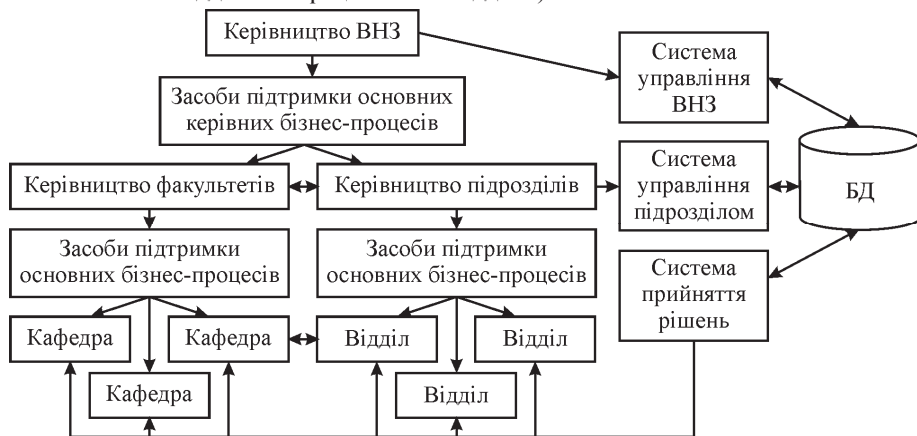 Керівництво ВНЗ
Система
управління
ВНЗ
Засоби підтримки основних
керівних бізнес-процесів
Керівництво факультетів
Керівництво підрозділів
Система
управління
підрозділом
БД
Засоби підтримки
основних бізнес-процесів
Засоби підтримки
основних бізнес-процесів
Система
прийняття
рішень
Кафедра
Кафедра
Відділ
Відділ
Кафедра
Відділ